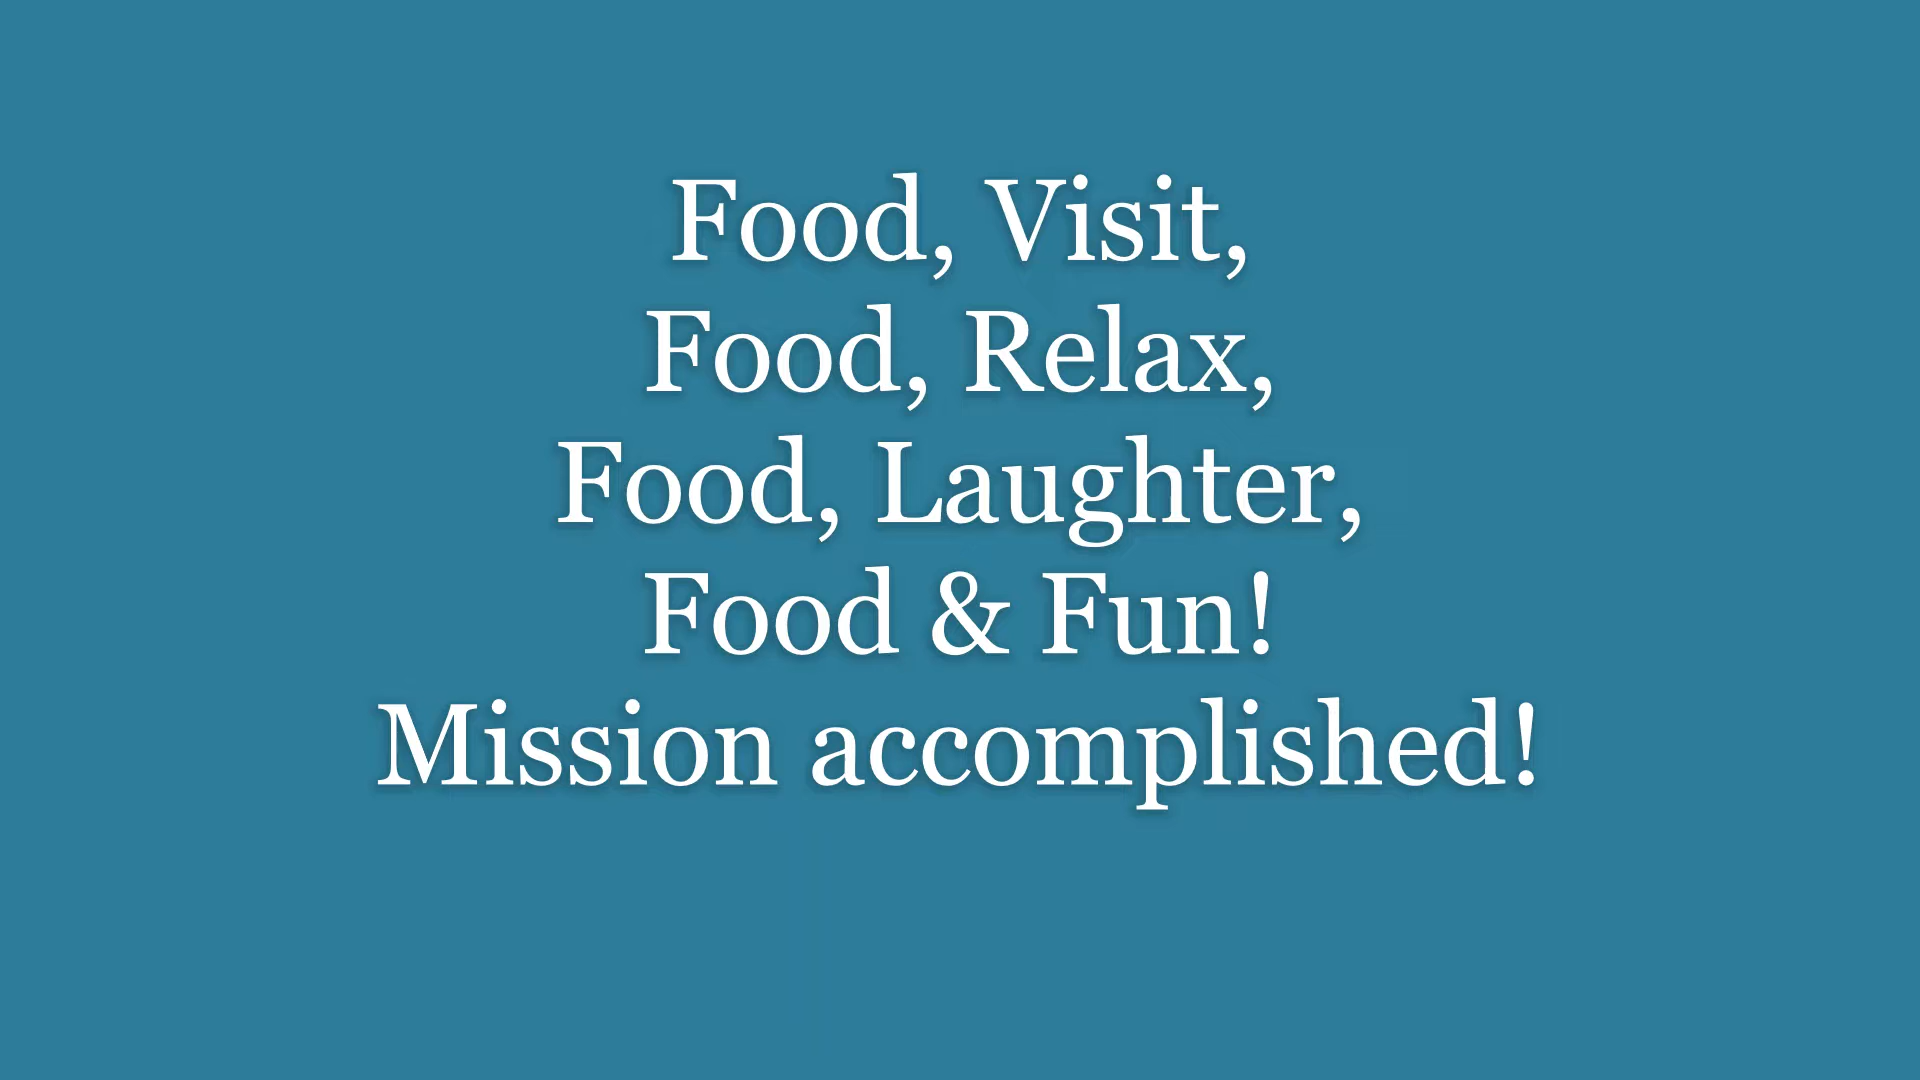 Food, Visit,
Food, Relax,
Food, Laughter,
Food & Fun!
Mission accomplished!